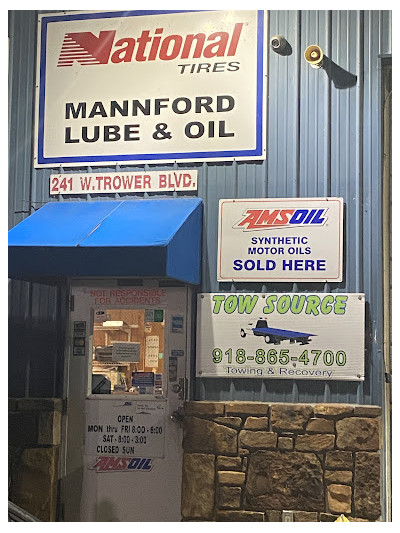 National
TIRES
MANNFORD
LUBE & OIL
241 W. TROWER BLVD.
AMSOIL
SYNTHETIC
MOTOR OILS
SOLD HERE
TOW SOURCE
918-865-4700
Towing & Recovery
NOT RESPONSIBLE
FOR ACCIDENTS
OPEN
MON thru FRI 8:00 - 6:00
SAT - 8:00 - 3:00
CLOSED SUN
AMSOIL